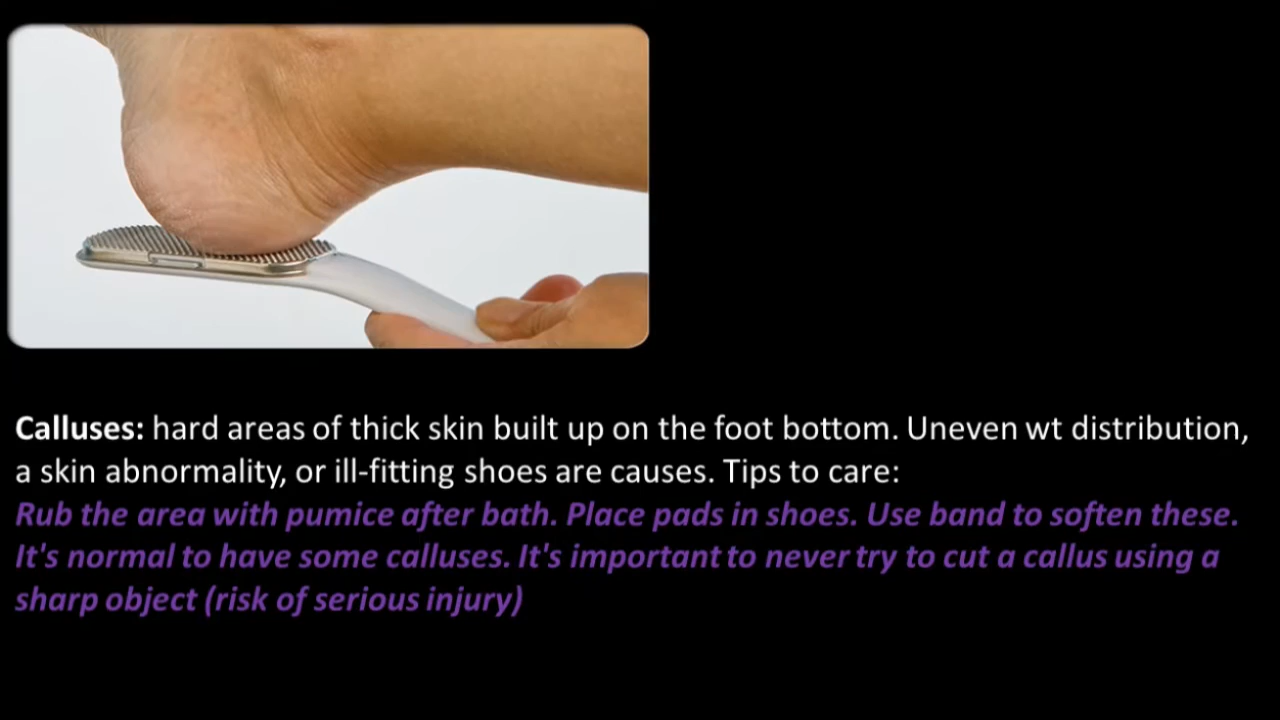 Calluses: hard areas of thick skin built up on the foot bottom. Uneven wt distribution,
a skin abnormality, or ill-fitting shoes are causes. Tips to care:
Rub the area with pumice after bath. Place pads in shoes. Use band to soften these.
It's normal to have some calluses. It's important to never try to cut a callus using a
sharp object (risk of serious injury)